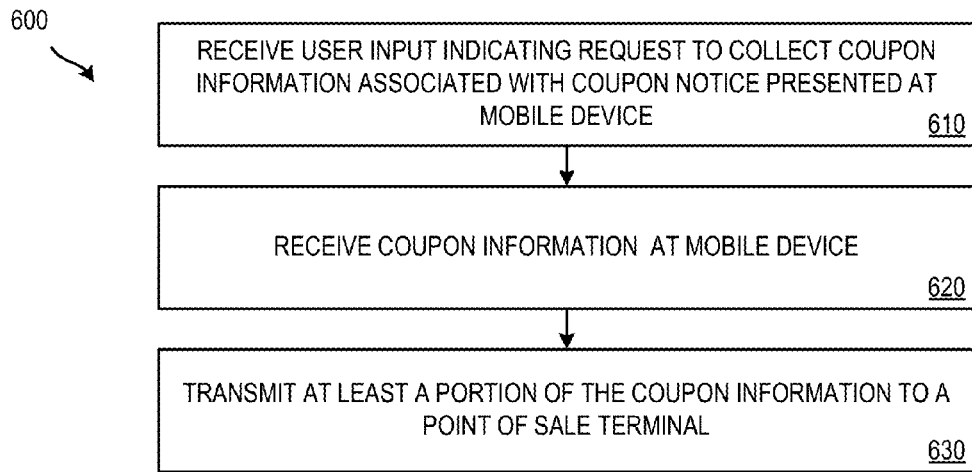 600
RECEIVE USER INPUT INDICATING REQUEST TO COLLECT COUPON
INFORMATION ASSOCIATED WITH COUPON NOTICE PRESENTED AT
MOBILE DEVICE
610
RECEIVE COUPON INFORMATION AT MOBILE DEVICE
620
TRANSMIT AT LEAST A PORTION OF THE COUPON INFORMATION TO A
POINT OF SALE TERMINAL
630